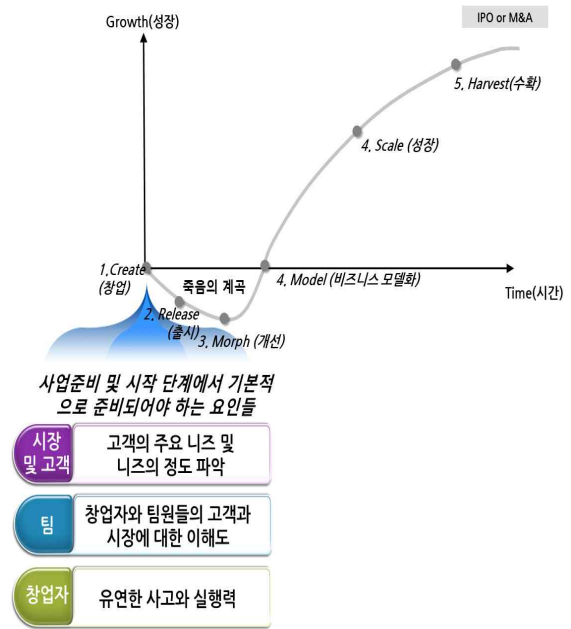 Growth(성장)
IPO or M&A
5. Harvest(수확)
4. Scale (성장)
1.Create
(창업)
죽음의 계곡
4. Model (비즈니스 모델화)
Time(시간)
2. Release
(출시)
3. Morph (개선)
사업준비 및 시작 단계에서 기본적
으로 준비되어야 하는 요인들
시장
및 고객
고객의 주요 니즈 및
니즈의 정도 파악
팀
창업자와 팀원들의 고객과
시장에 대한 이해도
창업자
유연한 사고와 실행력